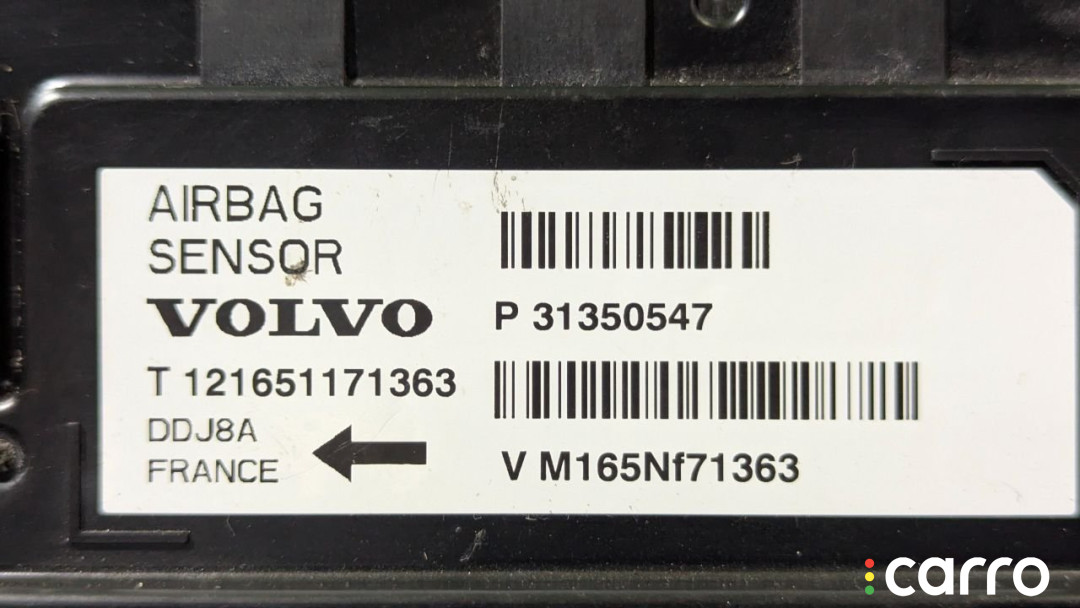 AIRBAG
SENSOR
VOLVO
T 121651171363
DDJ8A
FRANCE
P 31350547
V M165Nf71363
carro